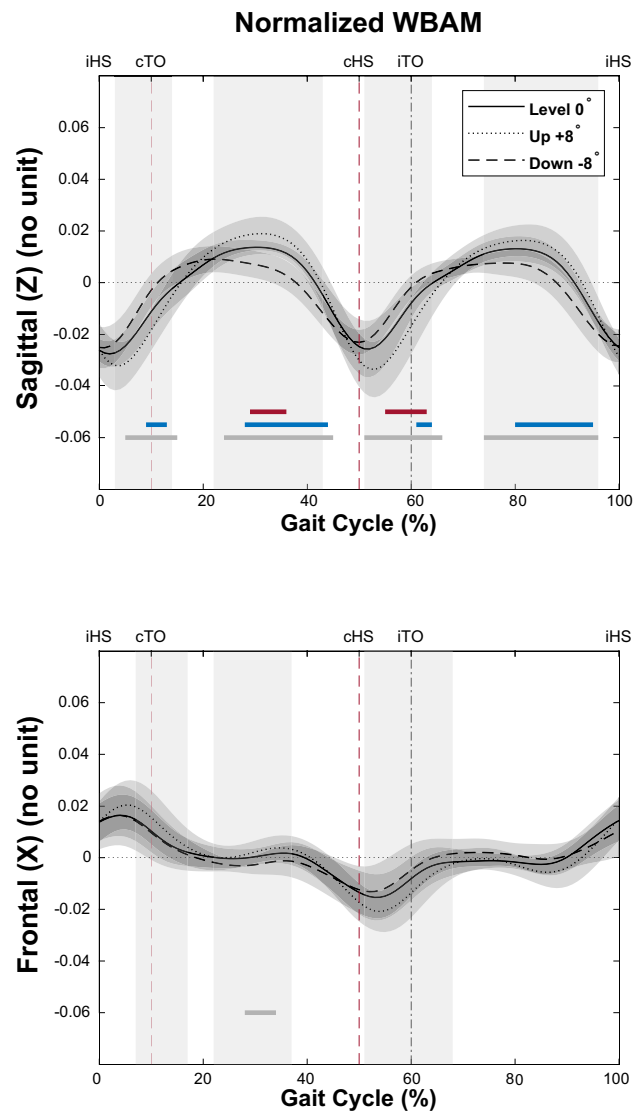 Normalized WBAM
iHS cTO cHS iTO iHS
Level 0°
Up +8°
Down -8°
0.06
0.04
0.02
0
-0.02
-0.04
-0.06
Sagittal (Z) (no unit)
0 20 40 60 80 100
Gait Cycle (%)
iHS cTO cHS iTO iHS
0.06
0.04
0.02
0
-0.02
-0.04
-0.06
Frontal (X) (no unit)
0 20 40 60 80 100
Gait Cycle (%)